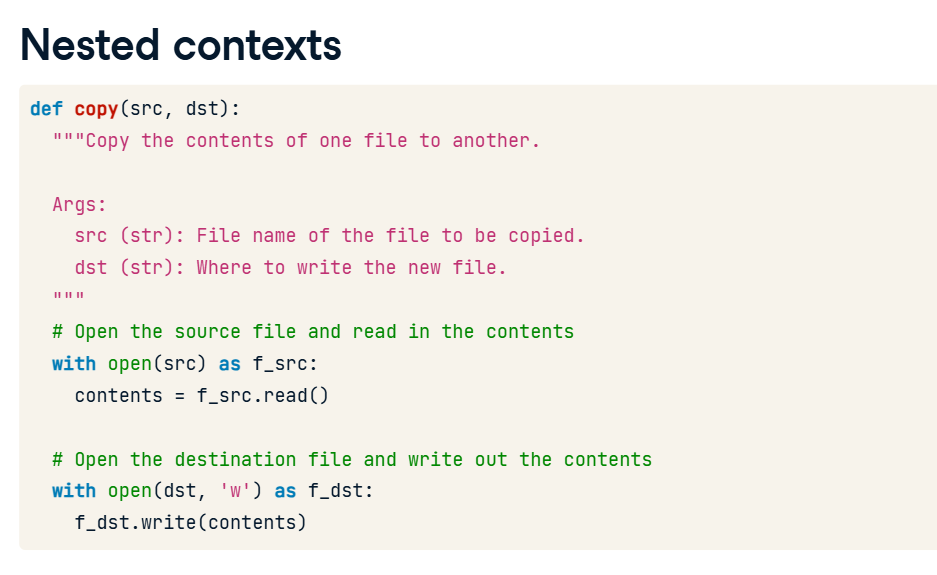 Nested contexts
def copy(src, dst):
  """Copy the contents of one file to another.

  Args:
    src (str): File name of the file to be copied.
    dst (str): Where to write the new file.
  """
  # Open the source file and read in the contents
  with open(src) as f_src:
    contents = f_src.read()

  # Open the destination file and write out the contents
  with open(dst, 'w') as f_dst:
    f_dst.write(contents)